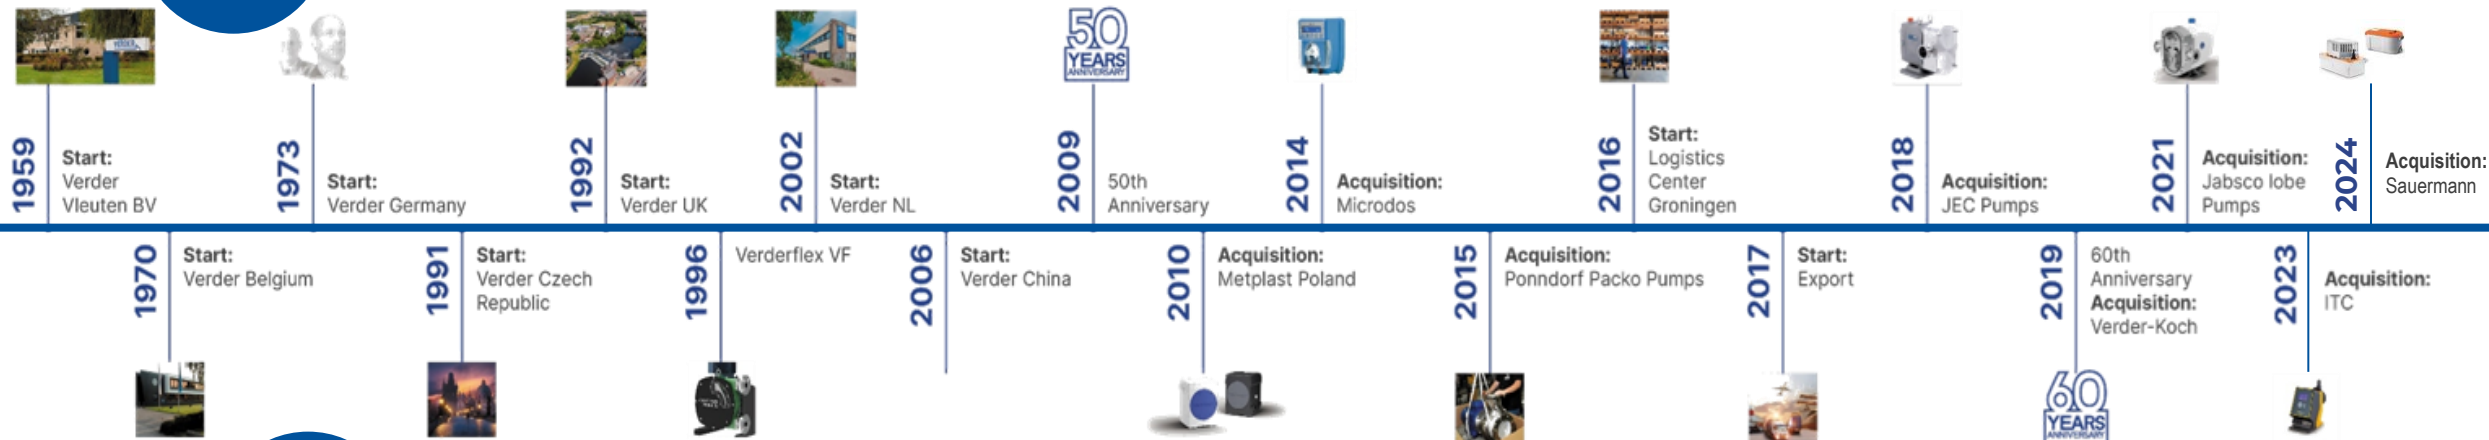 1959
Start:
Verder
Vleuten BV
1970
Start:
Verder Belgium
1973
Start:
Verder Germany
1991
Start:
Verder Czech
Republic
1992
Start:
Verder UK
1996
Verderflex VF
2002
Start:
Verder NL
2006
Start:
Verder China
50
YEARS
ANNIVERSARY
2009
50th
Anniversary
2010
Acquisition:
Metplast Poland
2014
Acquisition:
Microdos
2015
Acquisition:
Ponndorf Packo Pumps
2016
Start:
Logistics
Center
Groningen
2017
Start:
Export
2018
Acquisition:
JEC Pumps
2019
60th
Anniversary
Acquisition:
Verder-Koch
60
YEARS
ANNIVERSARY
2021
Acquisition:
Jabsco lobe
Pumps
2023
Acquisition:
ITC
2024
Acquisition:
Sauermann